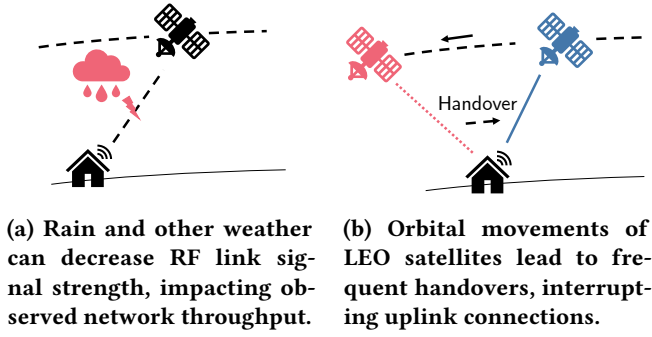 Handover
(a) Rain and other weather
can decrease RF link sig-
nal strength, impacting ob-
served network throughput.
(b) Orbital movements of
LEO satellites lead to fre-
quent handovers, interrupt-
ing uplink connections.